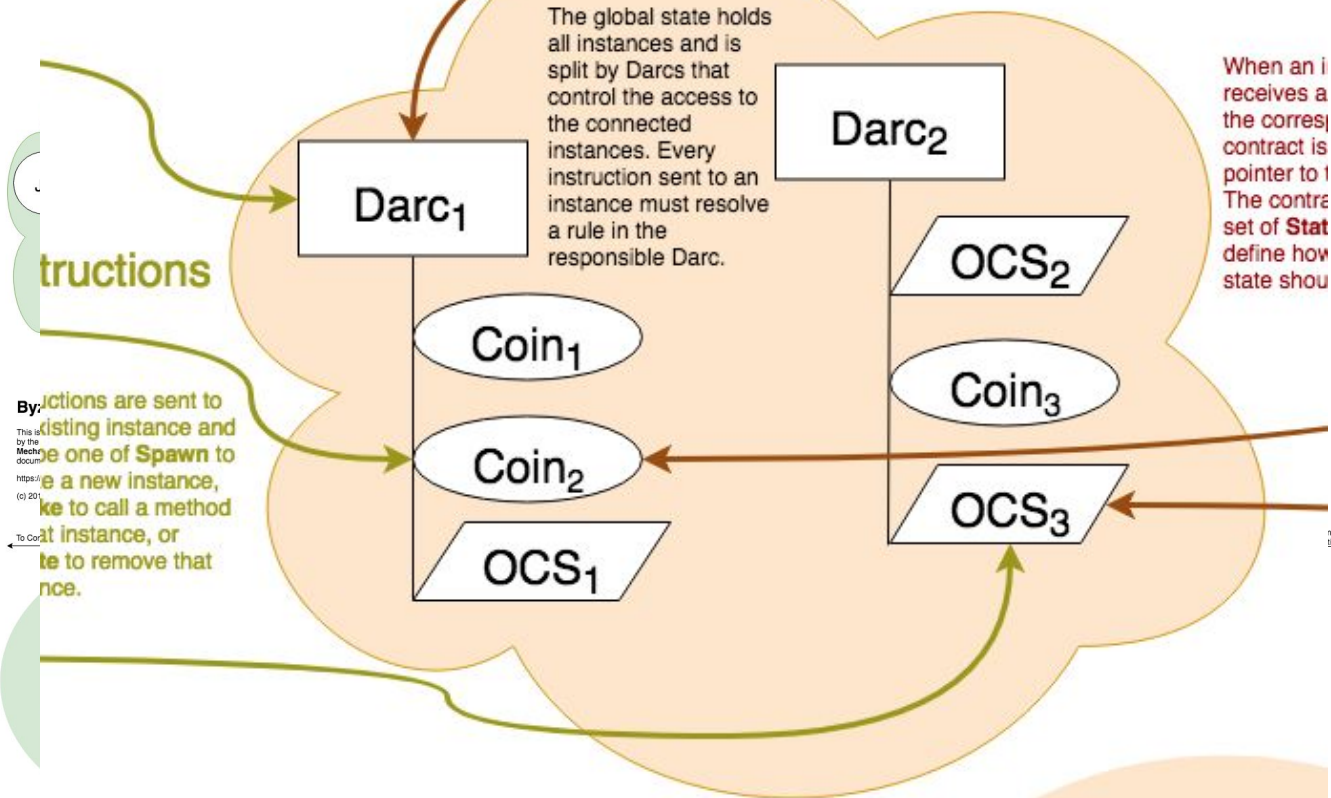 The global state holds
all instances and is
split by Darcs that
control the access to
the connected
instances. Every
instruction sent to an
instance must resolve
a rule in the
responsible Darc.
Darc1
Coin1
Coin2
OCS1
Darc2
OCS2
Coin3
OCS3
tructions
uctions are sent to
xisting instance and
be one of Spawn to
e a new instance,
ke to call a method
at instance, or
te to remove that
nce.
When an i
receives a
the corresp
contract is
pointer to t
The contra
set of Stat
define how
state shou
By
This is
by the
Mecha
docum
https:/
(c) 201
To Cor